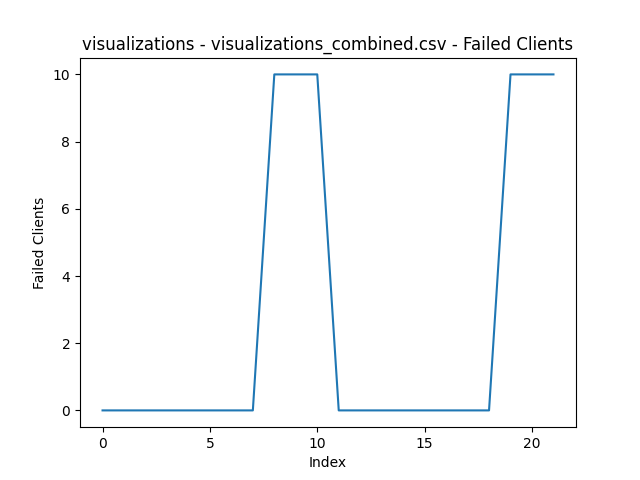 visualizations - visualizations_combined.csv - Failed Clients
10
8
6
4
2
0
Failed Clients
0 5 10 15 20
Index